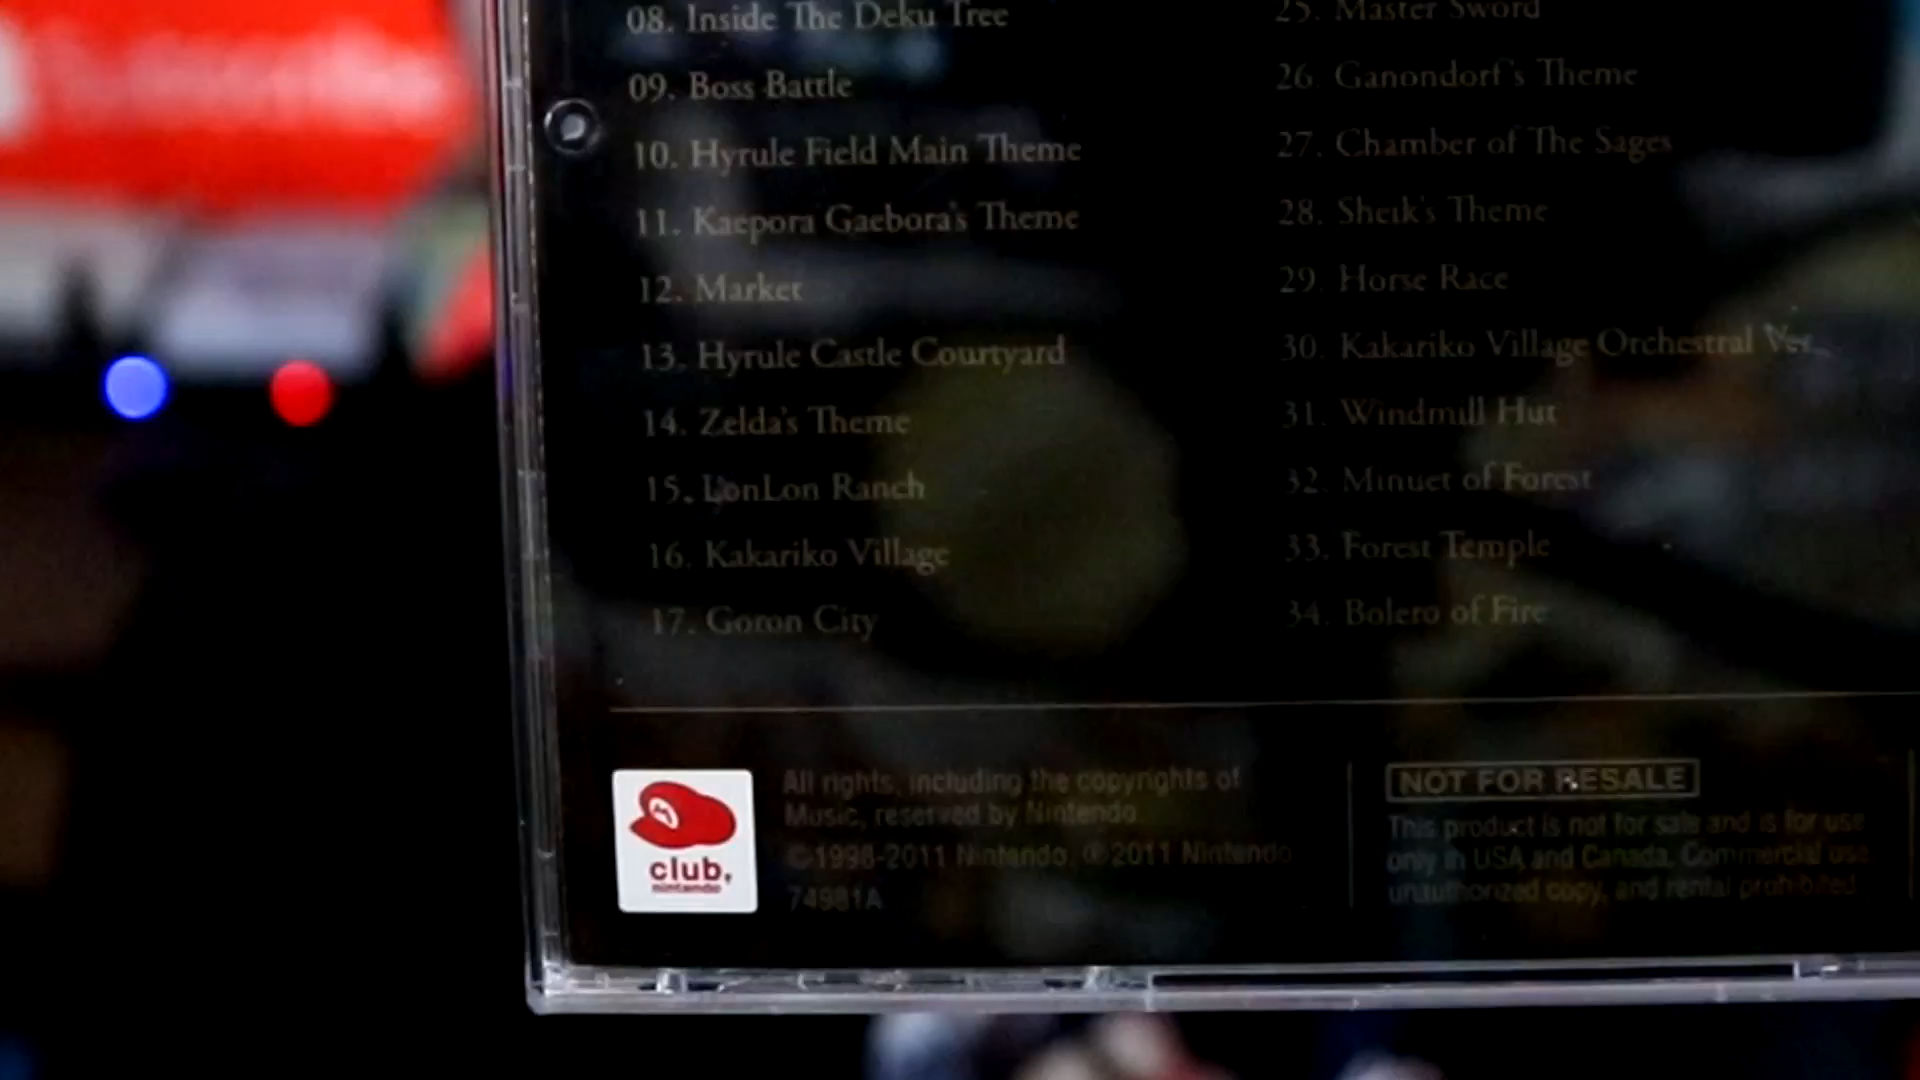 08. Inside The Deku Tree
09. Boss Battle
10. Hyrule Field Main Theme
11. Kaepora Gaebora's Theme
12. Market
13. Hyrule Castle Courtyard
14. Zelda's Theme
15. LonLon Ranch
16. Kakariko Village
17. Goron City
25. Master Sword
26. Ganondorf's Theme
27. Chamber of The Sages
28. Sheik's Theme
29. Horse Race
30. Kakariko Village Orchestral Ver.
31. Windmill Hut
32. Minuet of Forest
33. Forest Temple
34. Bolero of Fire
club
nintendo
All rights, including the copyrights of
Music, reserved by Nintendo
©1998-2011 Nintendo, ℗2011 Nintendo
74981A
NOT FOR RESALE
This product is not for sale and is for use
only in USA and Canada. Commercial use
unauthorized copy, and rental prohibited.